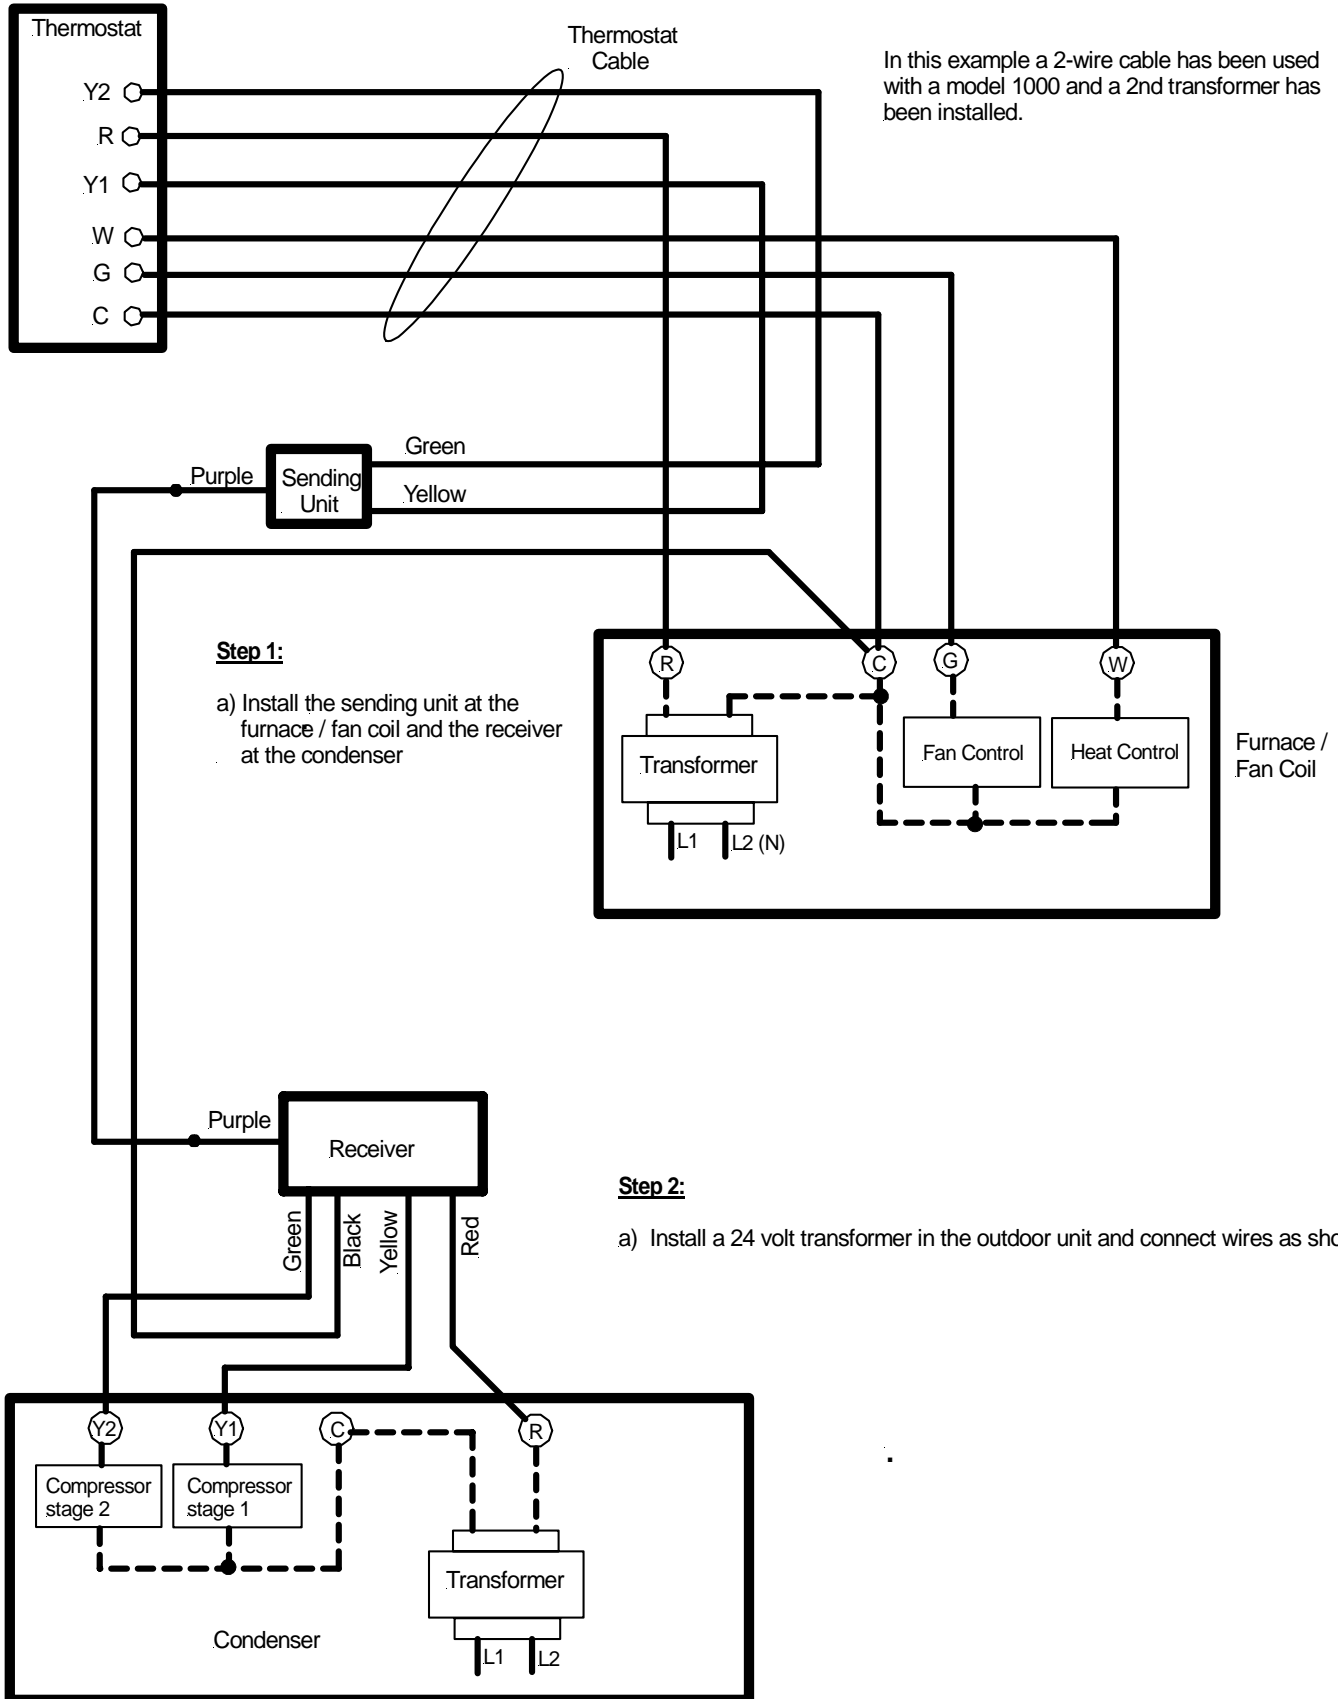 Thermostat
Y2
R
Y1
W
G
C
Thermostat
Cable
In this example a 2-wire cable has been used
with a model 1000 and a 2nd transformer has
been installed.
Green
Purple
Sending
Unit
Yellow
Step 1:
a) Install the sending unit at the
furnace / fan coil and the receiver
at the condenser
R
C
G
W
Transformer
Fan Control
Heat Control
L1
L2 (N)
Furnace /
Fan Coil
Purple
Receiver
Green
Black
Yellow
Red
Step 2:
a) Install a 24 volt transformer in the outdoor unit and connect wires as sho
Y2
Y1
C
R
Compressor
stage 2
Compressor
stage 1
Transformer
L1
L2
Condenser